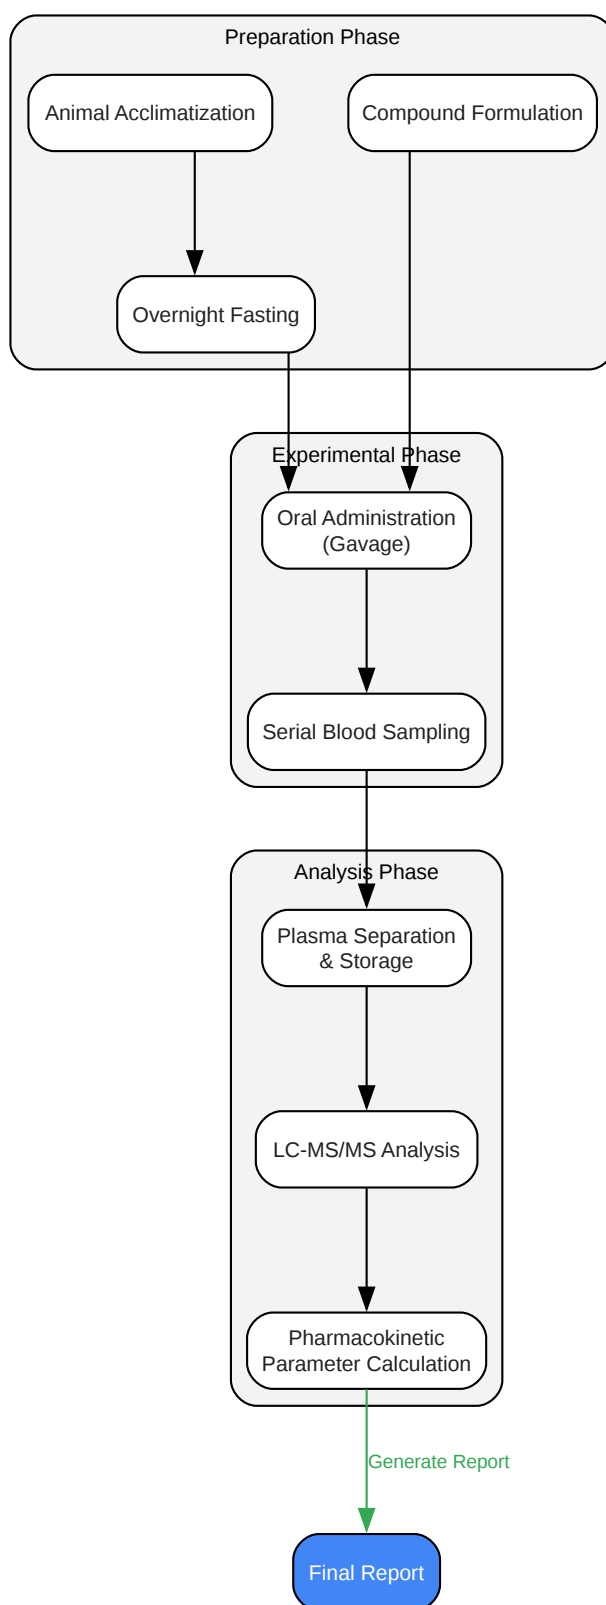 Preparation Phase
Animal Acclimatization
Compound Formulation
Overnight Fasting
Experimental Phase
Oral Administration
(Gavage)
Serial Blood Sampling
Analysis Phase
Plasma Separation
& Storage
LC-MS/MS Analysis
Pharmacokinetic
Parameter Calculation
Generate Report
Final Report